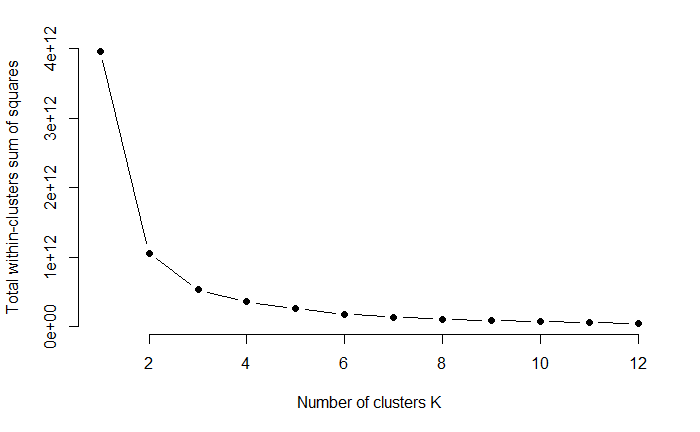 Total within-clusters sum of squares
4e+12
3e+12
2e+12
1e+12
0e+00
2 4 6 8 10 12
Number of clusters K